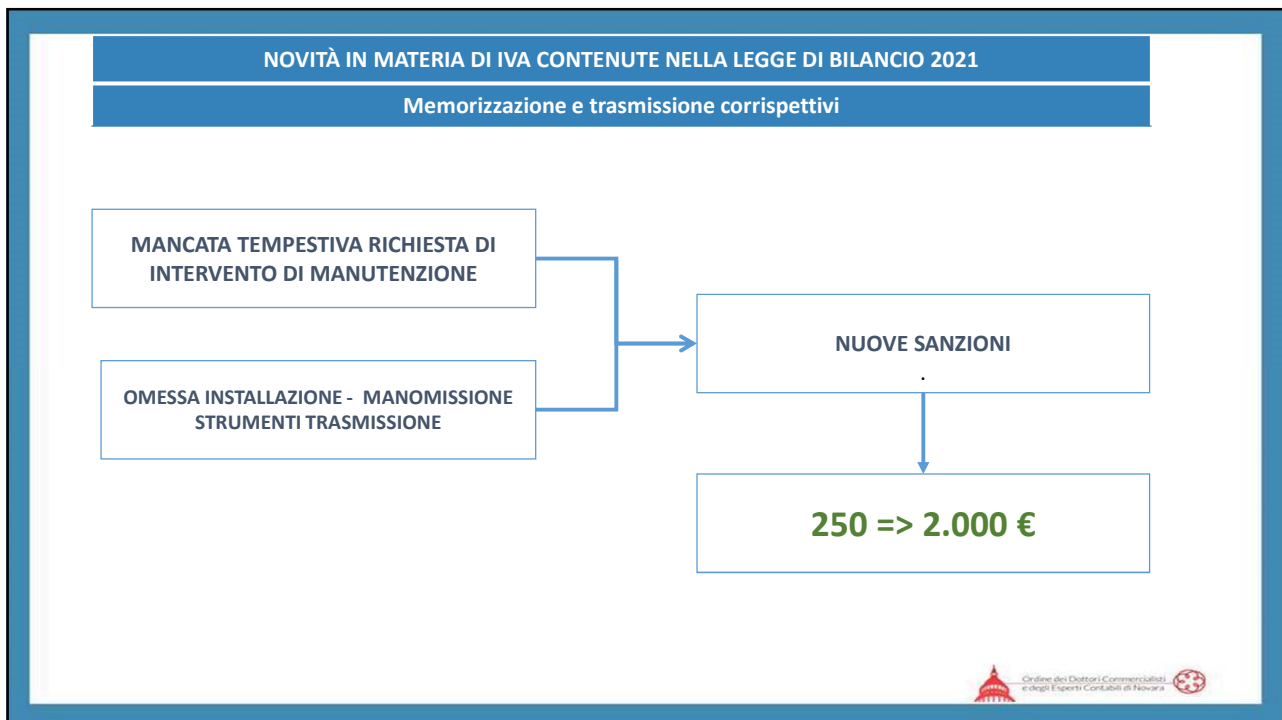 NOVITÀ IN MATERIA DI IVA CONTENUTE NELLA LEGGE DI BILANCIO 2021
Memorizzazione e trasmissione corrispettivi
MANCATA TEMPESTIVA RICHIESTA DI
INTERVENTO DI MANUTENZIONE
OMESSA INSTALLAZIONE - MANOMISSIONE
STRUMENTI TRASMISSIONE
NUOVE SANZIONI
.
250 => 2.000 €
Ordine dei Dottori Commercialisti
e degli Esperti Contabili di Novara